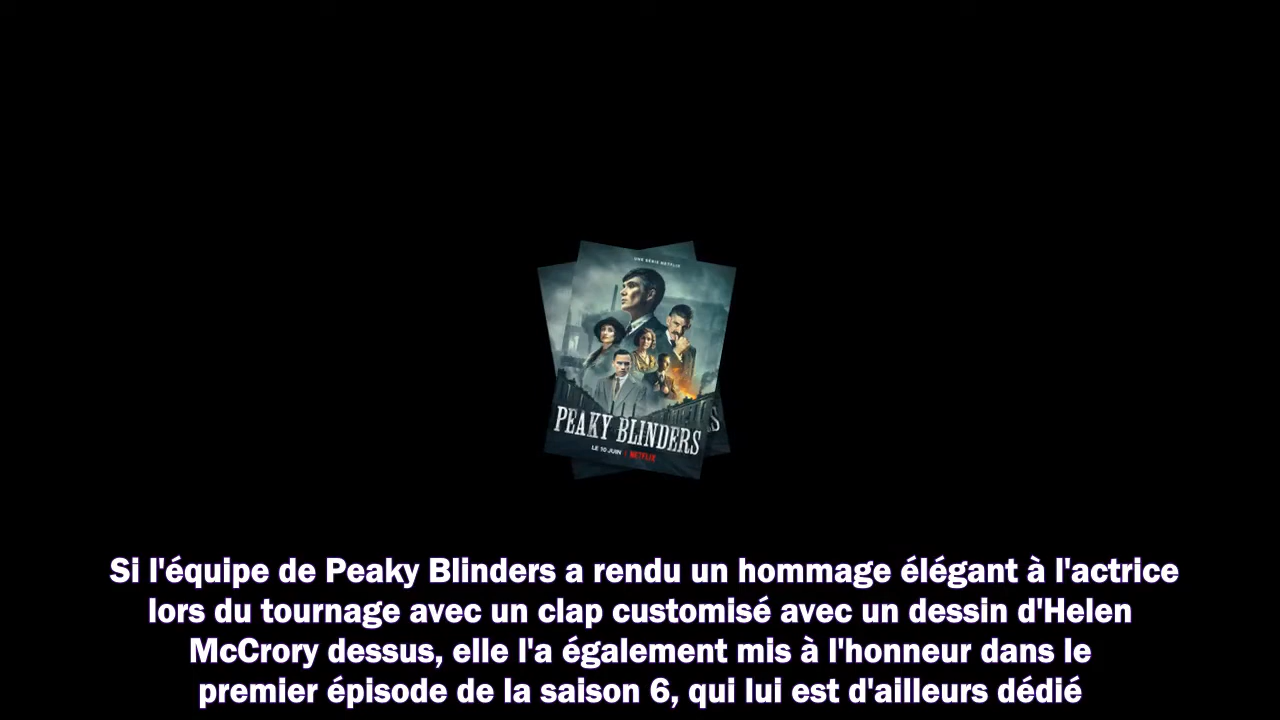 UNE SÉRIE NETFLIX
PEAKY BLINDERS
LE 10 JUIN | NETFLIX
Si l'équipe de Peaky Blinders a rendu un hommage élégant à l'actrice
lors du tournage avec un clap customisé avec un dessin d'Helen
McCrory dessus, elle l'a également mis à l'honneur dans le
premier épisode de la saison 6, qui lui est d'ailleurs dédié